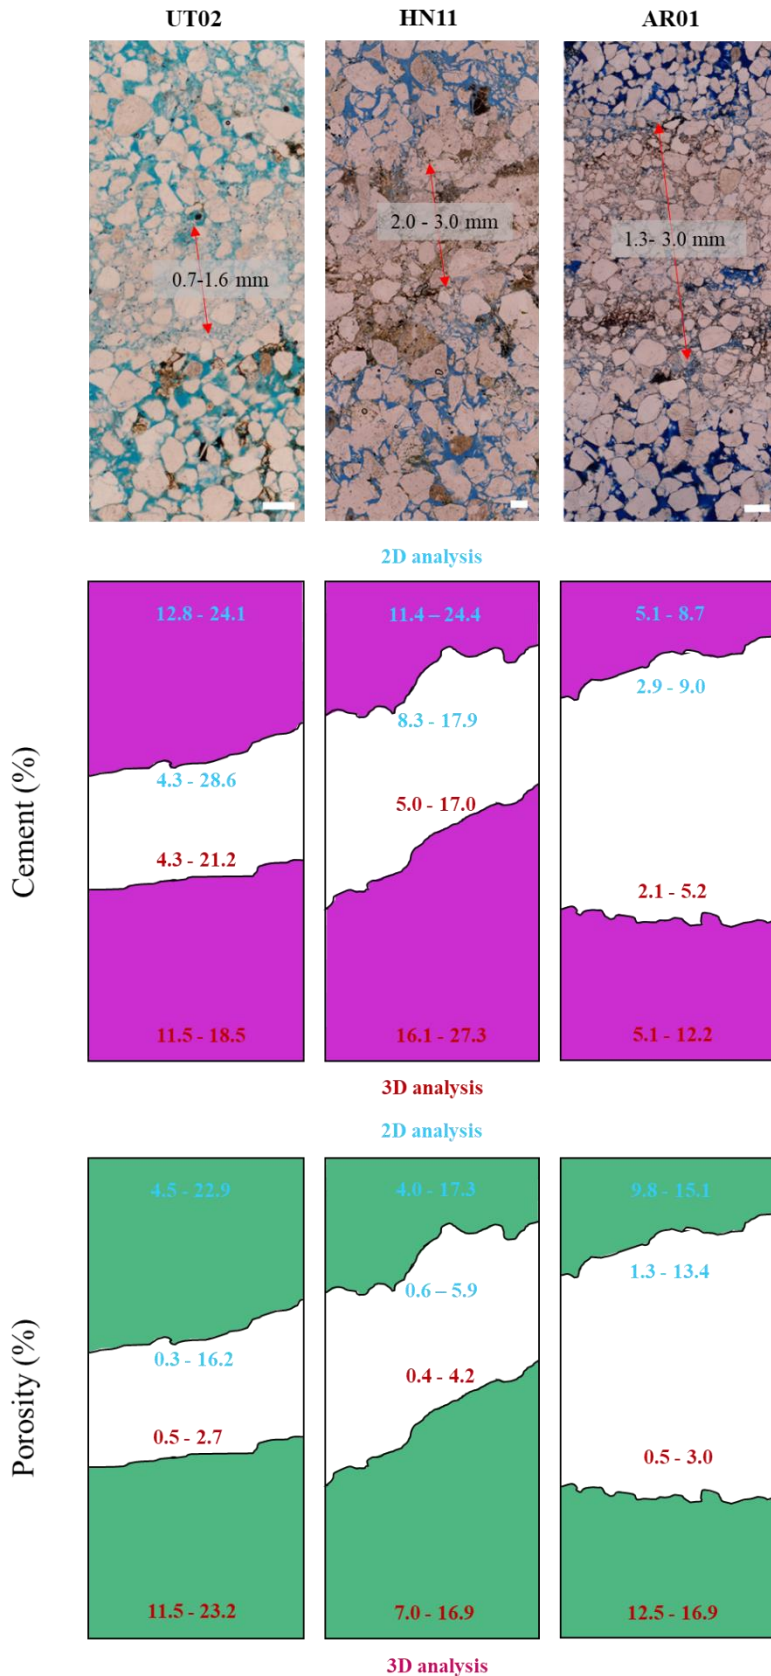 UT02 HN11 AR01
0.7-1.6 mm
2.0 - 3.0 mm
1.3- 3.0 mm
2D analysis
Cement (%)
12.8 - 24.1
11.4 – 24.4
5.1 - 8.7
4.3 - 28.6
8.3 - 17.9
2.9 - 9.0
4.3 - 21.2
5.0 - 17.0
2.1 - 5.2
11.5 - 18.5
16.1 - 27.3
5.1 - 12.2
3D analysis
2D analysis
Porosity (%)
4.5 - 22.9
4.0 - 17.3
9.8 - 15.1
0.3 - 16.2
0.6 – 5.9
1.3 - 13.4
0.5 - 2.7
0.4 - 4.2
0.5 - 3.0
11.5 - 23.2
7.0 - 16.9
12.5 - 16.9
3D analysis